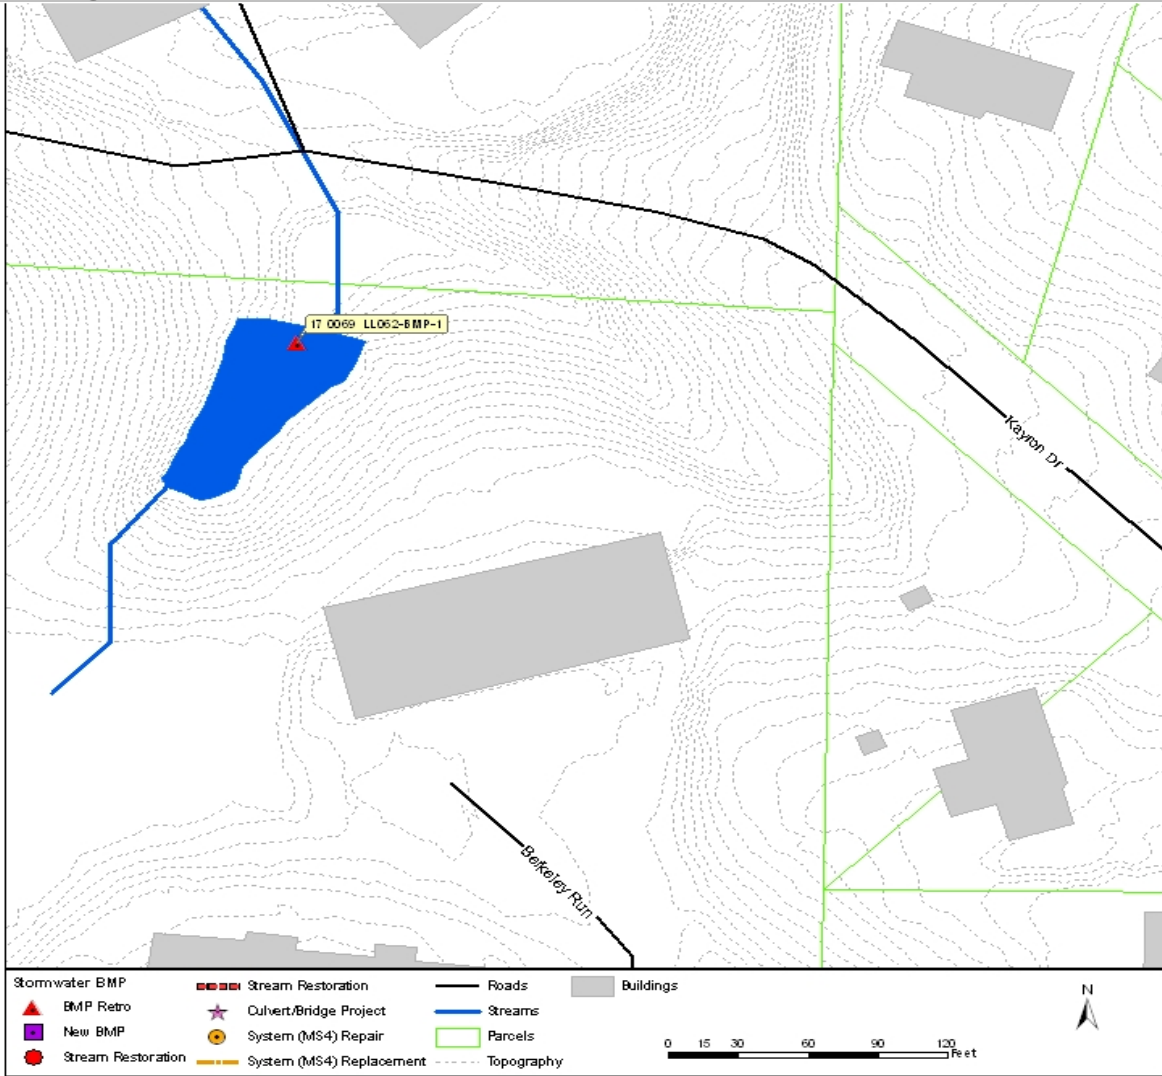 17 0069 LL062-BMP-1
Kayron Dr
Berkeley Run
Stormwater BMP
BMP Retro
New BMP
Stream Restoration
Stream Restoration
Culvert/Bridge Project
System (MS4) Repair
System (MS4) Replacement
Roads
Streams
Parcels
Topography
Buildings
N
0 15 30 60 90 120
Feet